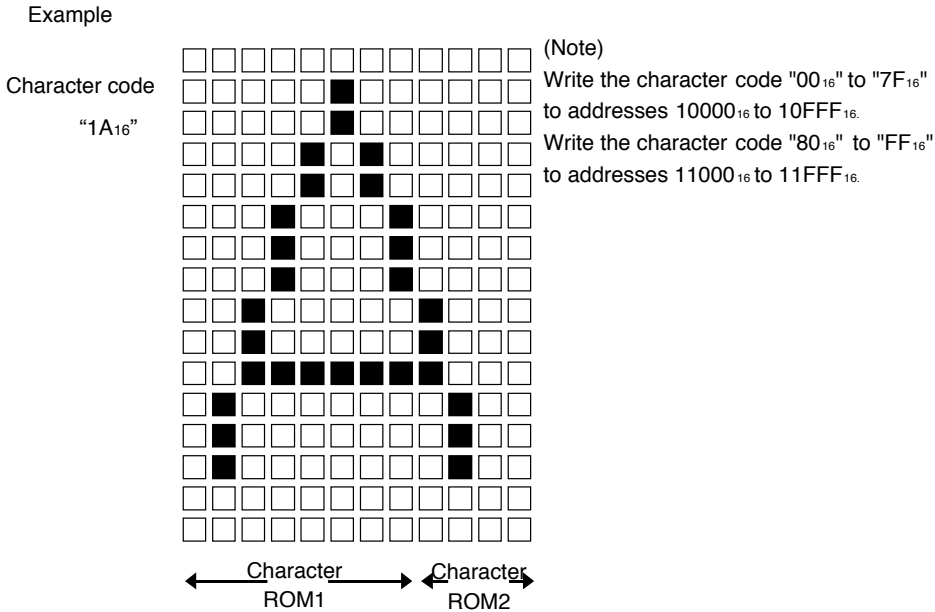 Example
Character code
“1A16”
(Note)
Write the character code "0016" to "7F16"
to addresses 1000016 to 10FFF16.
Write the character code "8016" to "FF16"
to addresses 1100016 to 11FFF16.
Character
ROM1
Character
ROM2